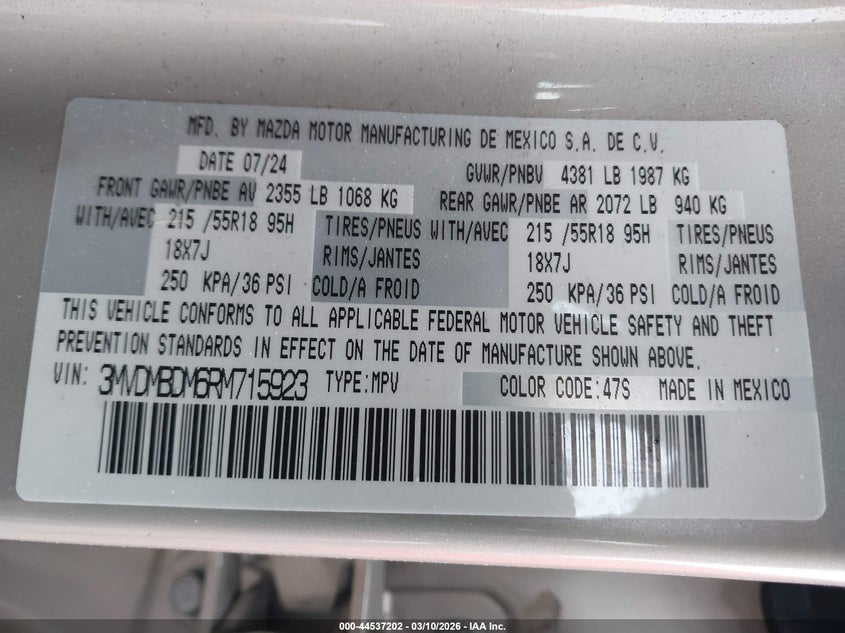 MFD. BY MAZDA MOTOR MANUFACTURING DE MEXICO S.A. DE C.V.
DATE 07/24 GVWR/PNBV 4381 LB 1987 KG
FRONT GAWR/PNBE AV 2355 LB 1068 KG REAR GAWR/PNBE AR 2072 LB 940 KG
WITH/AVEC 215 /55R18 95H TIRES/PNEUS WITH/AVEC 215 /55R18 95H TIRES/PNEUS
18X7J RIMS/JANTES 18X7J RIMS/JANTES
250 KPA/36 PSI COLD/A FROID 250 KPA/36 PSI COLD/A FROID
THIS VEHICLE CONFORMS TO ALL APPLICABLE FEDERAL MOTOR VEHICLE SAFETY AND THEFT
PREVENTION STANDARDS IN EFFECT ON THE DATE OF MANUFACTURE SHOWN ABOVE.
VIN: 3MVDMBDM6RM715923 TYPE:MPV COLOR CODE:47S MADE IN MEXICO
000-44537202 - 03/10/2026 - IAA Inc.